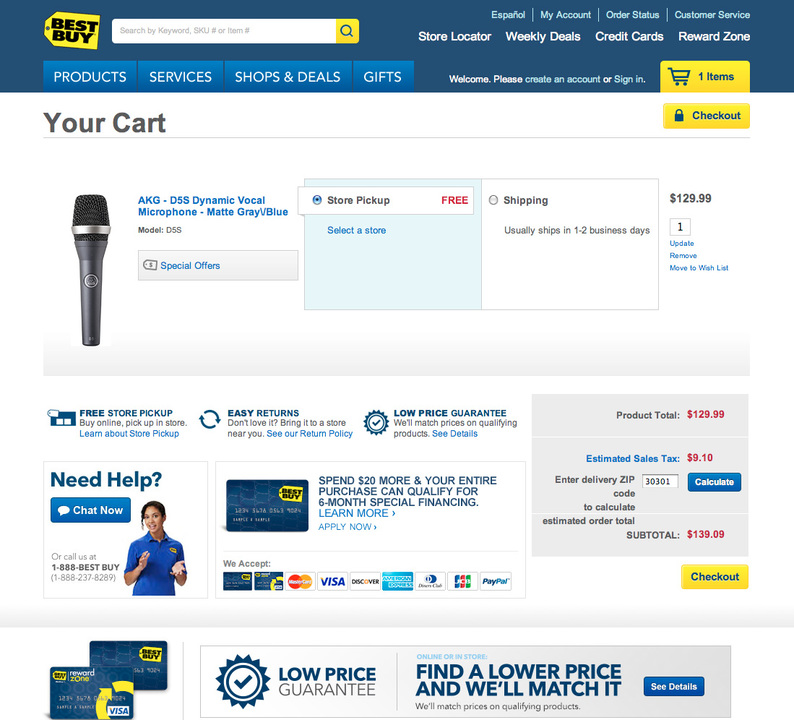 Español | My Account | Order Status | Customer Service
BEST BUY
Search by Keyword, SKU # or Item #
Store Locator Weekly Deals Credit Cards Reward Zone
PRODUCTS SERVICES SHOPS & DEALS GIFTS
Welcome. Please create an account or Sign in.
1 Items
Your Cart
Checkout
AKG - D5S Dynamic Vocal
Microphone - Matte Gray\/Blue
Model: D5S
Special Offers
Store Pickup FREE
Select a store
Shipping
Usually ships in 1-2 business days
$129.99
1
Update
Remove
Move to Wish List
FREE STORE PICKUP
Buy online, pick up in store.
Learn about Store Pickup
EASY RETURNS
Don't love it? Bring it to a store
near you. See our Return Policy
LOW PRICE GUARANTEE
We'll match prices on qualifying
products. See Details
Product Total: $129.99
Estimated Sales Tax: $9.10
Enter delivery ZIP
code
to calculate
estimated order total
30301
Calculate
SUBTOTAL: $139.09
Checkout
Need Help?
Chat Now
Or call us at
1-888-BEST BUY
(1-888-237-8289)
BEST BUY
SPEND $20 MORE & YOUR ENTIRE
PURCHASE CAN QUALIFY FOR
6-MONTH SPECIAL FINANCING.
LEARN MORE ›
APPLY NOW ›
We Accept:
MasterCard VISA DISCOVER AMERICAN EXPRESS Diners Club JCB PayPal
BEST BUY
BEST BUY reward zone
VISA
LOW PRICE
GUARANTEE
ONLINE OR IN STORE:
FIND A LOWER PRICE
AND WE'LL MATCH IT
We'll match prices on qualifying products.
See Details